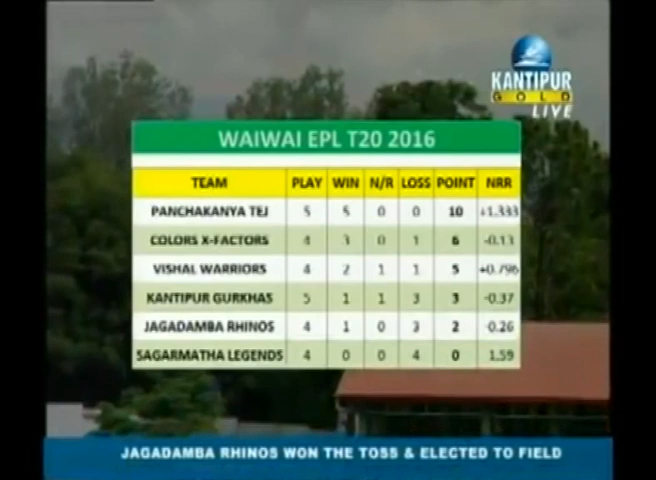 KANTIPUR
GOLD
LIVE
WAIWAI EPL T20 2016
TEAM PLAY WIN N/R LOSS POINT NRR
PANCHAKANYA TEJ 5 5 0 0 10 +1.333
COLORS X-FACTORS 4 3 0 1 6 -0.13
VISHAL WARRIORS 4 2 1 1 5 +0.796
KANTIPUR GURKHAS 5 1 1 3 3 -0.37
JAGADAMBA RHINOS 4 1 0 3 2 0.26
SAGARMATHA LEGENDS 4 0 0 4 0 1.59
JAGADAMBA RHINOS WON THE TOSS & ELECTED TO FIELD